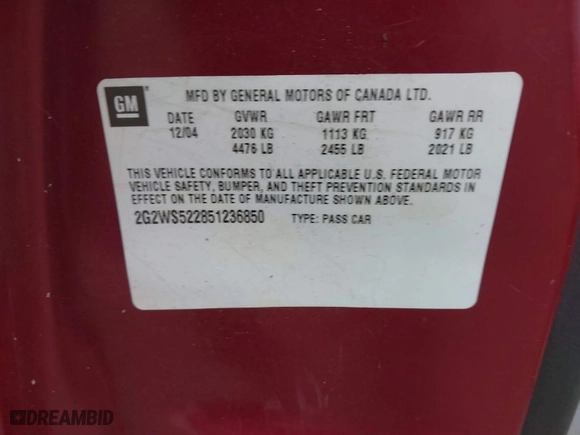 GM
MFD BY GENERAL MOTORS OF CANADA LTD.
DATE GVWR GAWR FRT GAWR RR
12/04 2030 KG 1113 KG 917 KG
4476 LB 2455 LB 2021 LB
THIS VEHICLE CONFORMS TO ALL APPLICABLE U.S. FEDERAL MOTOR
VEHICLE SAFETY, BUMPER, AND THEFT PREVENTION STANDARDS IN
EFFECT ON THE DATE OF MANUFACTURE SHOWN ABOVE.
2G2WS522851236850 TYPE: PASS CAR
DREAMBID